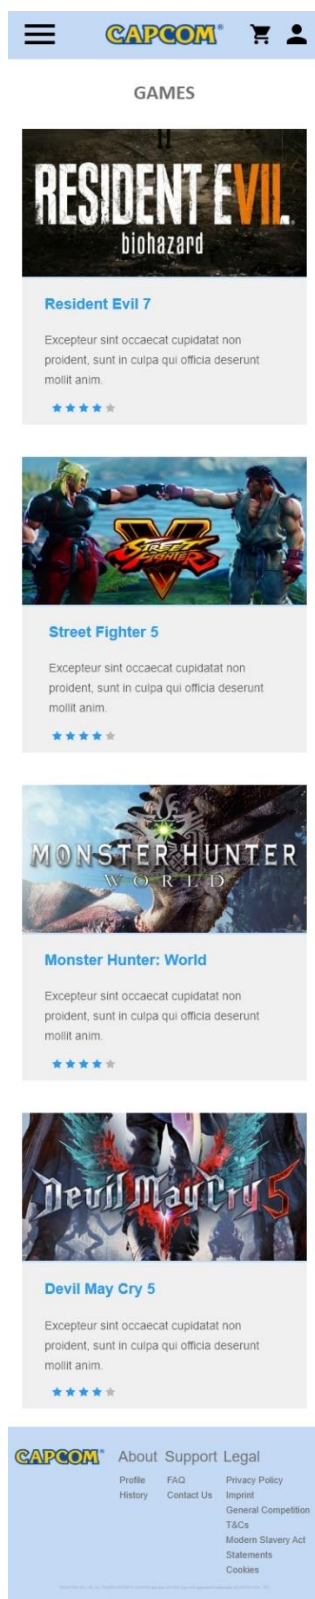 CAPCOM
GAMES
RESIDENT EVIL
biohazard
Resident Evil 7
Excepteur sint occaecat cupidatat non
proident, sunt in culpa qui officia deserunt
mollit anim.
STREET
FIGHTER
V
Street Fighter 5
Excepteur sint occaecat cupidatat non
proident, sunt in culpa qui officia deserunt
mollit anim.
MONSTER HUNTER
WORLD
Monster Hunter: World
Excepteur sint occaecat cupidatat non
proident, sunt in culpa qui officia deserunt
mollit anim.
Devil May Cry 5
Devil May Cry 5
Excepteur sint occaecat cupidatat non
proident, sunt in culpa qui officia deserunt
mollit anim.
CAPCOM
About Support Legal
Profile FAQ Privacy Policy
History Contact Us Imprint
General Competition
T&Cs
Modern Slavery Act
Statements
Cookies